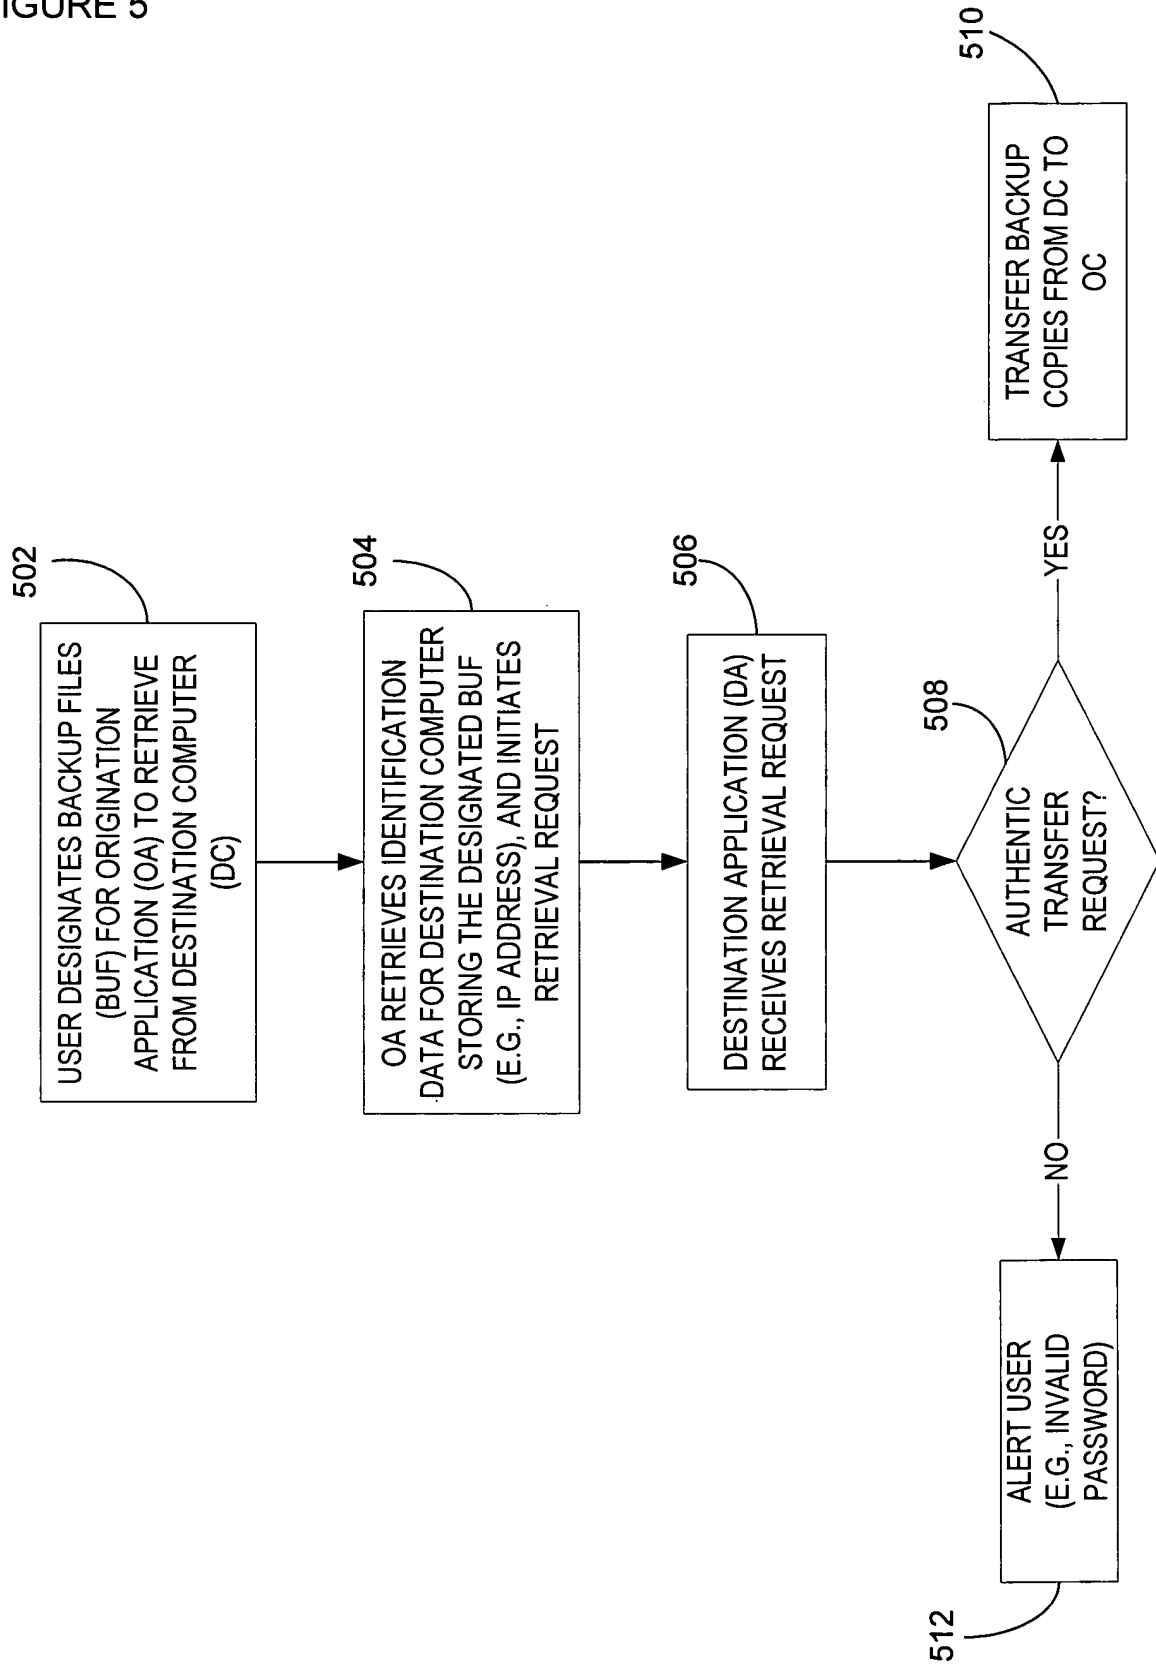 FIGURE 5
502
USER DESIGNATES BACKUP FILES
(BUF) FOR ORIGINATION
APPLICATION (OA) TO RETRIEVE
FROM DESTINATION COMPUTER
(DC)
504
OA RETRIEVES IDENTIFICATION
DATA FOR DESTINATION COMPUTER
STORING THE DESIGNATED BUF
(E.G., IP ADDRESS), AND INITIATES
RETRIEVAL REQUEST
506
DESTINATION APPLICATION (DA)
RECEIVES RETRIEVAL REQUEST
508
AUTHENTIC
TRANSFER
REQUEST?
YES
510
TRANSFER BACKUP
COPIES FROM DC TO
OC
NO
512
ALERT USER
(E.G., INVALID
PASSWORD)